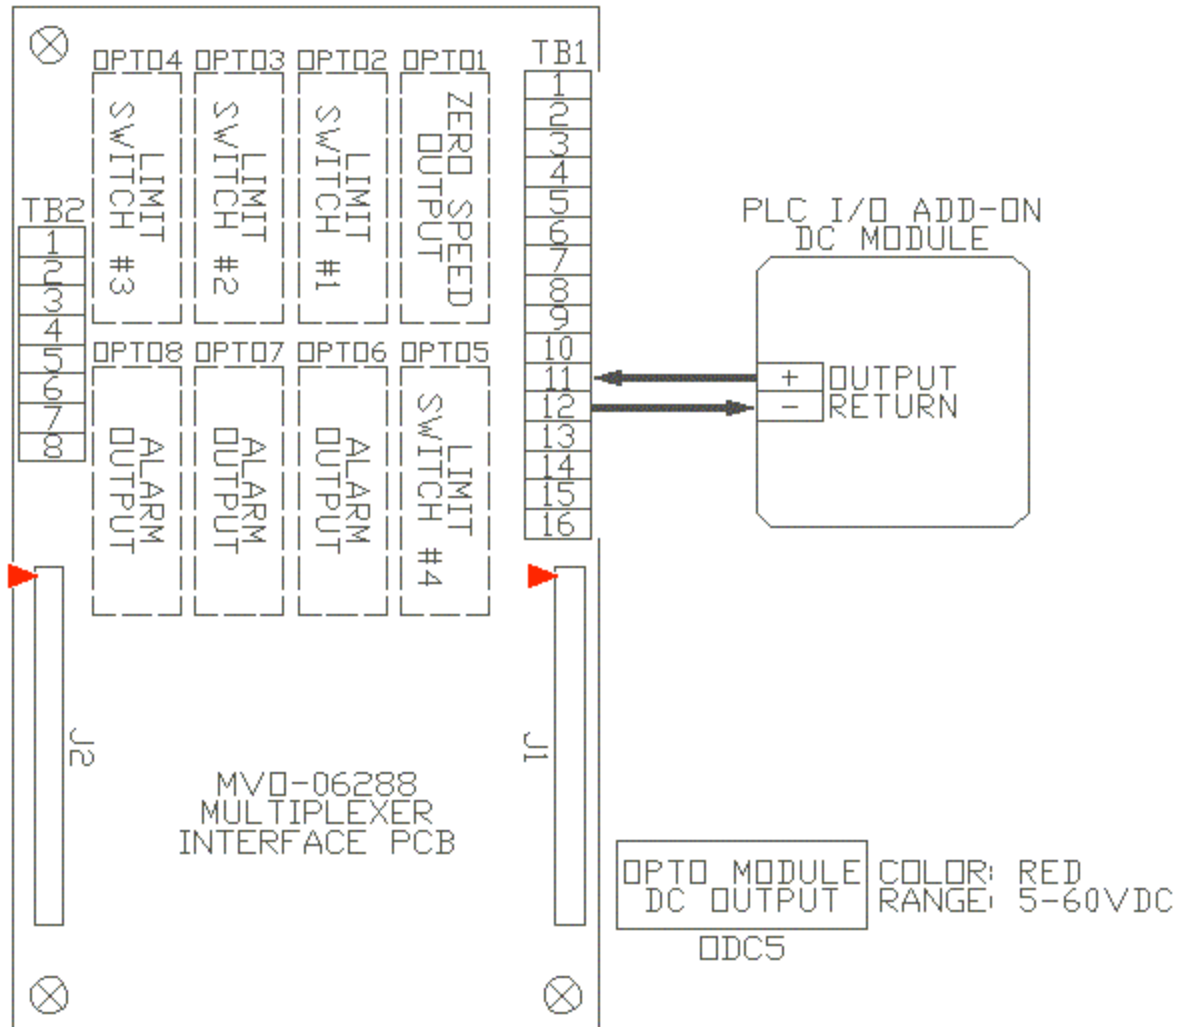 OPTO4 OPTO3 OPTO2 OPTO1
TB1
LIMIT
SWITCH #3
LIMIT
SWITCH #2
LIMIT
SWITCH #1
ZERO SPEED
OUTPUT
1
2
3
4
5
6
7
8
9
10
11
12
13
14
15
16
TB2
1
2
3
4
5
6
7
8
OPTO8 OPTO7 OPTO6 OPTO5
ALARM
OUTPUT
ALARM
OUTPUT
ALARM
OUTPUT
LIMIT
SWITCH #4
PLC I/O ADD-ON
DC MODULE
+ OUTPUT
- RETURN
J2
J1
MVO-06288
MULTIPLEXER
INTERFACE PCB
OPTO MODULE
DC OUTPUT
COLOR: RED
RANGE: 5-60VDC
ODC5